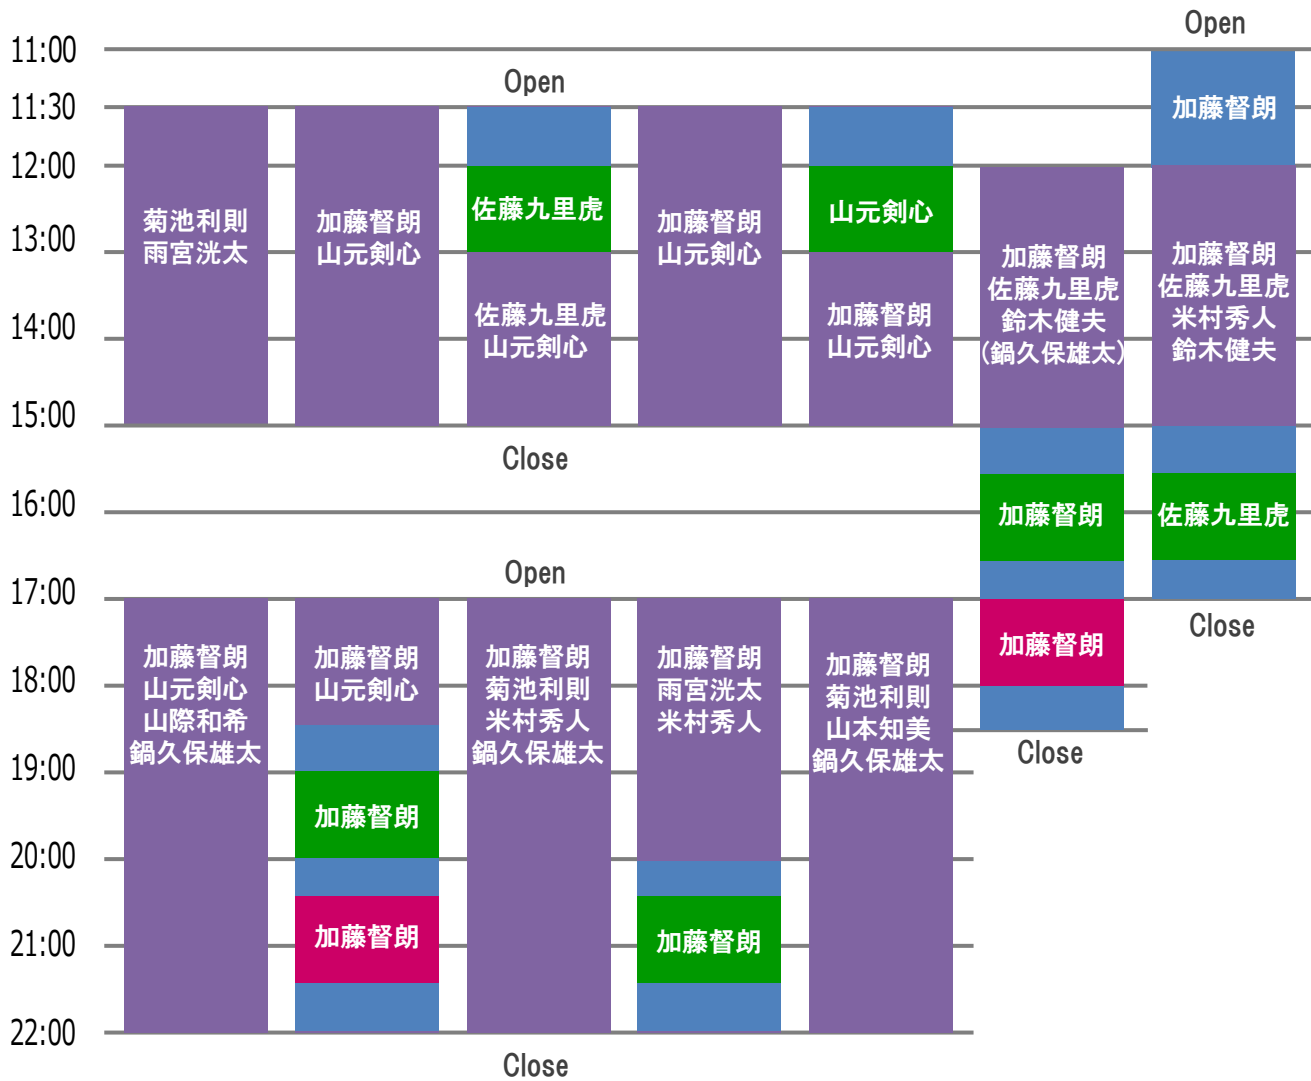 Open
11:00
加藤督朗
Open
11:30
12:00
菊池利則
雨宮洸太
加藤督朗
山元剣心
佐藤九里虎
加藤督朗
山元剣心
山元剣心
13:00
佐藤九里虎
山元剣心
加藤督朗
山元剣心
加藤督朗
佐藤九里虎
鈴木健夫
(鍋久保雄太)
加藤督朗
佐藤九里虎
米村秀人
鈴木健夫
14:00
15:00
Close
16:00
加藤督朗
佐藤九里虎
Open
17:00
Close
加藤督朗
山元剣心
山際和希
鍋久保雄太
加藤督朗
山元剣心
加藤督朗
菊池利則
米村秀人
鍋久保雄太
加藤督朗
雨宮洸太
米村秀人
加藤督朗
菊池利則
山本知美
鍋久保雄太
加藤督朗
18:00
Close
19:00
加藤督朗
20:00
加藤督朗
加藤督朗
21:00
22:00
Close